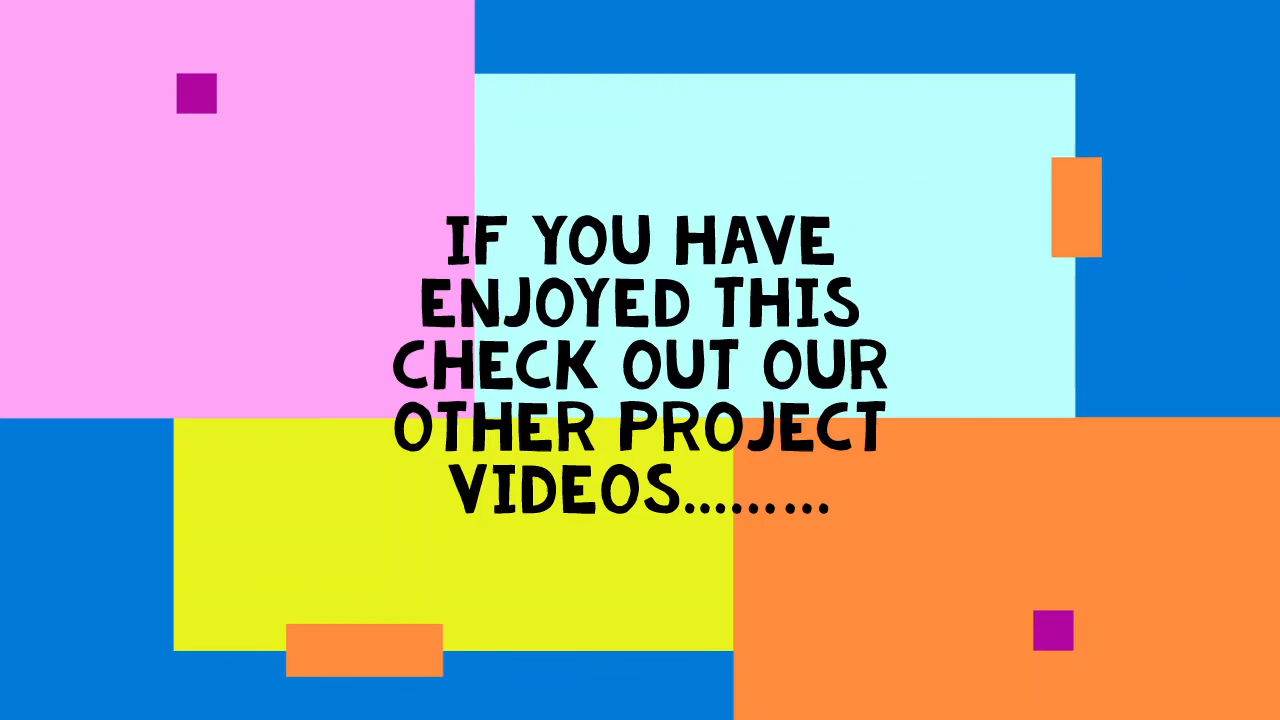 IF YOU HAVE
ENJOYED THIS
CHECK OUT OUR
OTHER PROJECT
VIDEOS.........